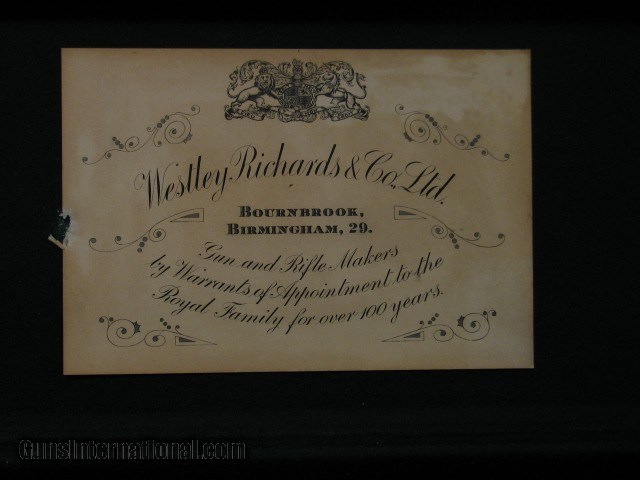 Westley Richards & Co., Ltd.
BOURNBROOK,
BIRMINGHAM, 29.
Gun and Rifle Makers
by Warrants of Appointment to the
Royal Family for over 100 years.
GunsInternational.com